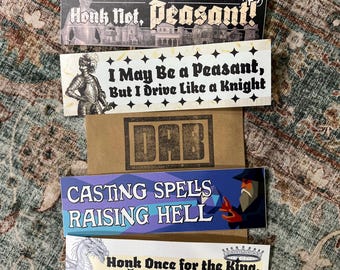 Honk Not, Peasant!
I May Be a Peasant,
But I Drive Like a Knight
DAB
CASTING SPELLS
RAISING HELL
Honk Once for the King,